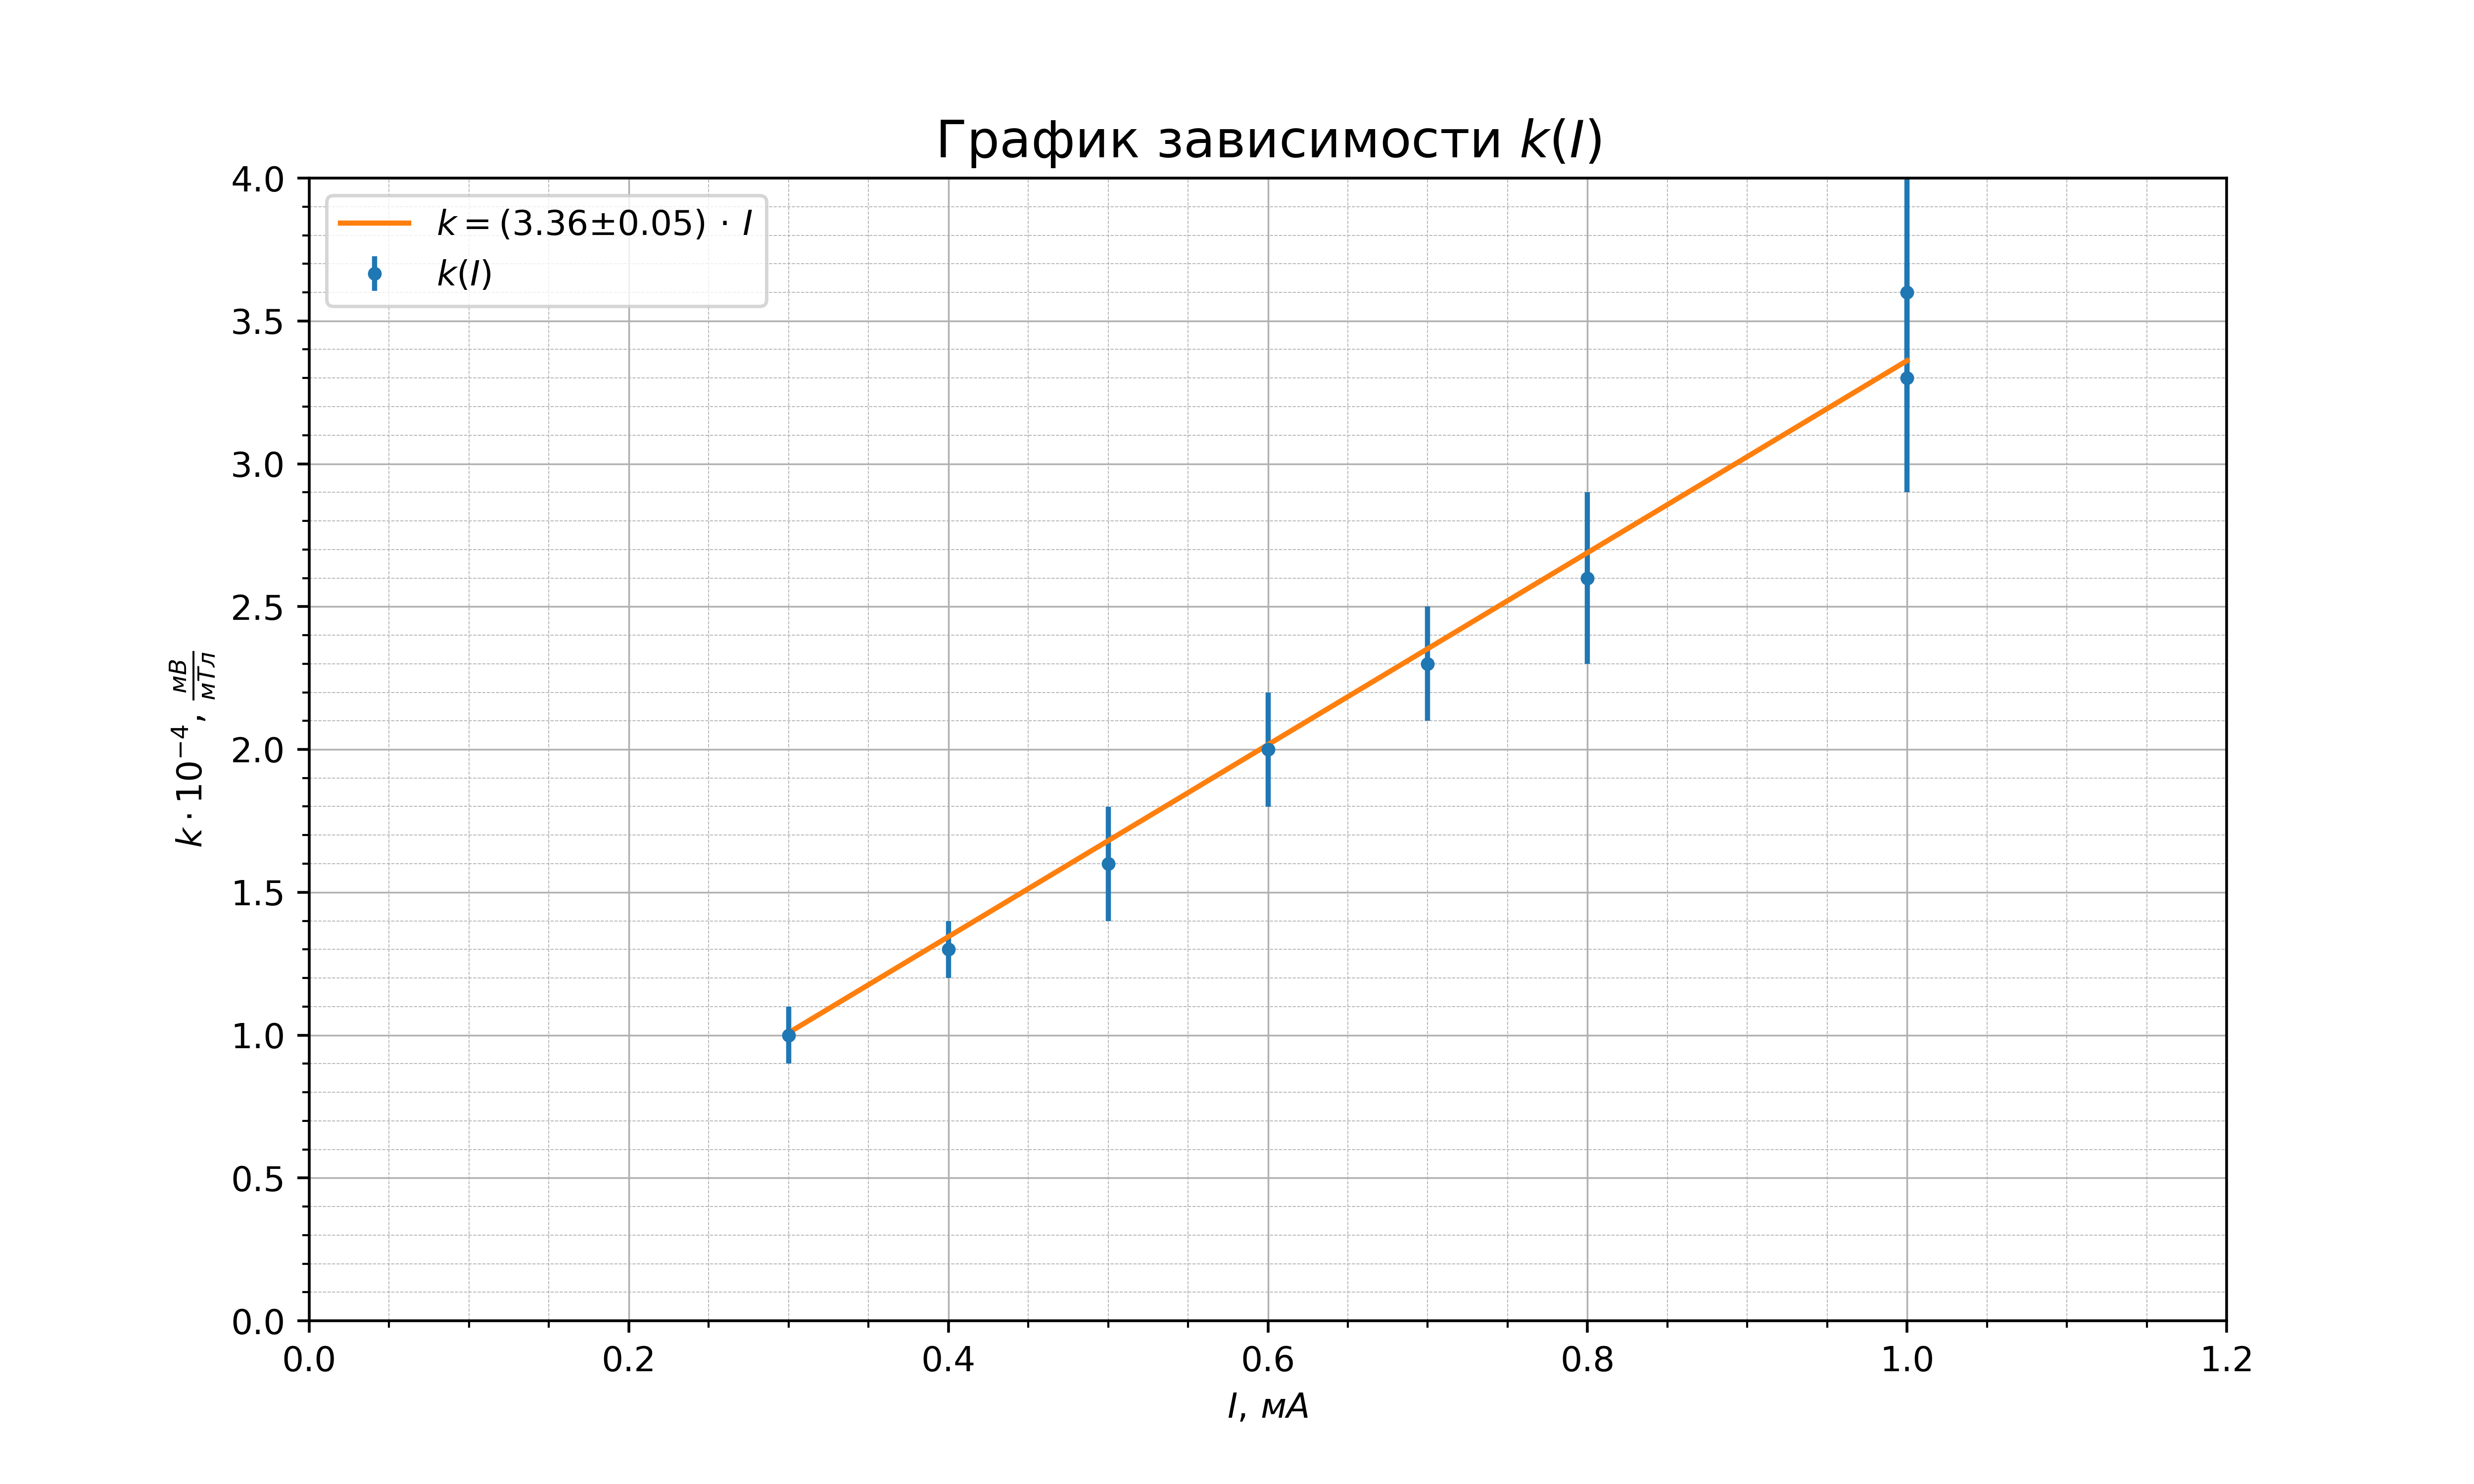 График зависимости k(I)
k = (3.36±0.05) · I
k(I)
4.0
3.5
3.0
2.5
2.0
1.5
1.0
0.5
0.0
k · 10⁻⁴, мВ/мТл
0.0 0.2 0.4 0.6 0.8 1.0 1.2
I, мА